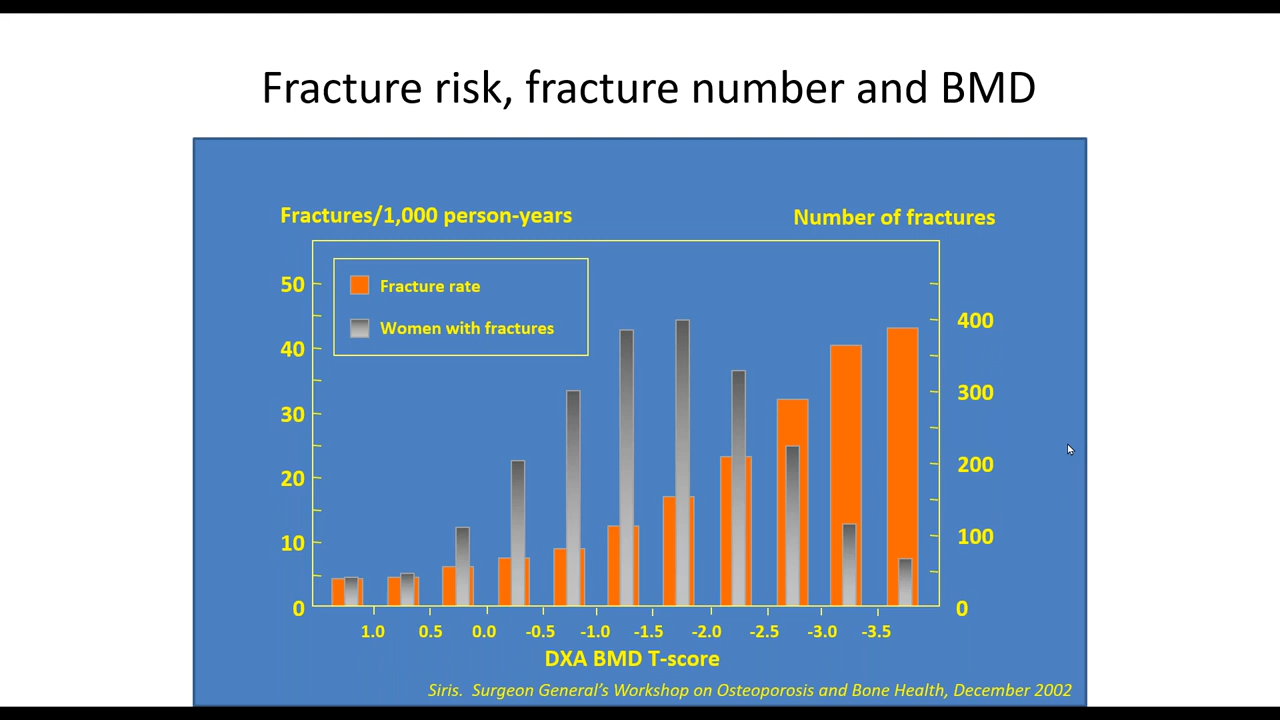 Fracture risk, fracture number and BMD
Fractures/1,000 person-years
Number of fractures
50
40
30
20
10
0
Fracture rate
Women with fractures
400
300
200
100
0
1.0 0.5 0.0 -0.5 -1.0 -1.5 -2.0 -2.5 -3.0 -3.5
DXA BMD T-score
Siris. Surgeon General’s Workshop on Osteoporosis and Bone Health, December 2002